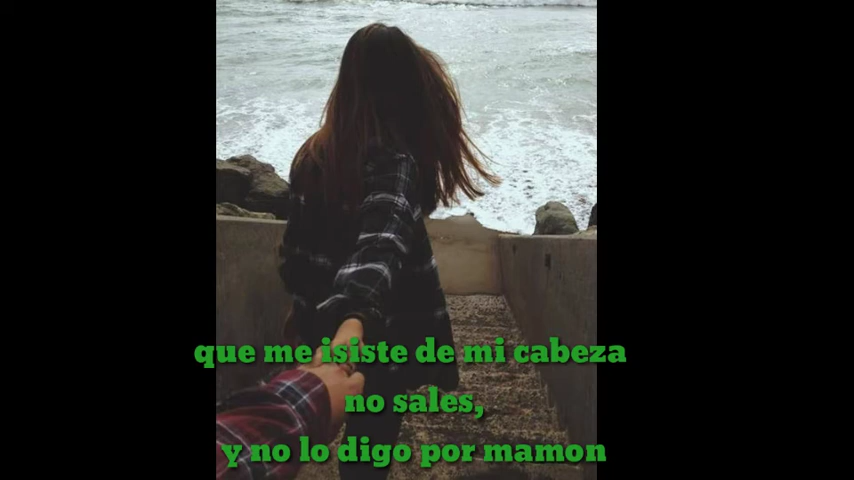 que me isiste de mi cabeza
no sales,
y no lo digo por mamon